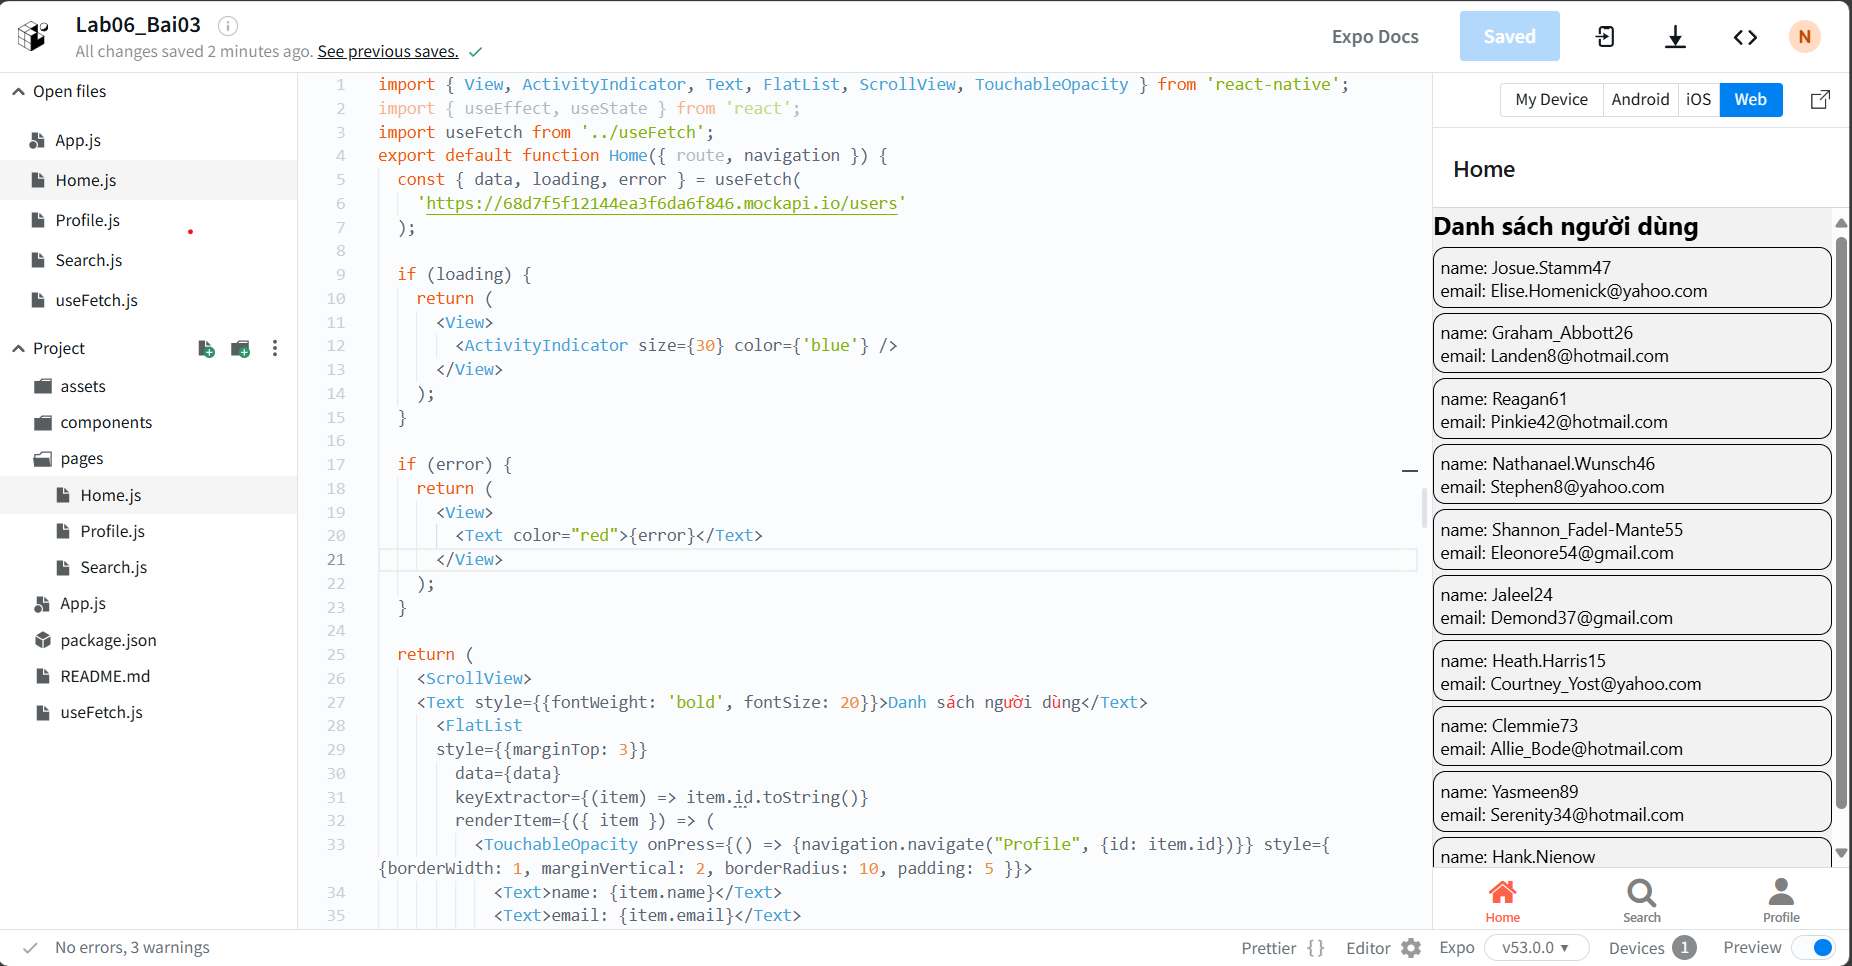 Lab06_Bai03
All changes saved 2 minutes ago. See previous saves.
Expo Docs
Saved
N
Open files
App.js
Home.js
Profile.js
Search.js
useFetch.js
Project
assets
components
pages
Home.js
Profile.js
Search.js
App.js
package.json
README.md
useFetch.js
1 import { View, ActivityIndicator, Text, FlatList, ScrollView, TouchableOpacity } from 'react-native';
2 import { useEffect, useState } from 'react';
3 import useFetch from '../useFetch';
4 export default function Home({ route, navigation }) {
5 const { data, loading, error } = useFetch(
6 'https://68d7f5f12144ea3f6da6f846.mockapi.io/users'
7 );
8
9 if (loading) {
10 return (
11 <View>
12 <ActivityIndicator size={30} color={'blue'} />
13 </View>
14 );
15 }
16
17 if (error) {
18 return (
19 <View>
20 <Text color="red">{error}</Text>
21 </View>
22 );
23 }
24
25 return (
26 <ScrollView>
27 <Text style={{fontWeight: 'bold', fontSize: 20}}>Danh sách người dùng</Text>
28 <FlatList
29 style={{marginTop: 3}}
30 data={data}
31 keyExtractor={(item) => item.id.toString()}
32 renderItem={({ item }) => (
33 <TouchableOpacity onPress={() => {navigation.navigate("Profile", {id: item.id})}} style={
{borderWidth: 1, marginVertical: 2, borderRadius: 10, padding: 5 }}>
34 <Text>name: {item.name}</Text>
35 <Text>email: {item.email}</Text>
My Device
Android
iOS
Web
Home
Danh sách người dùng
name: Josue.Stamm47
email: Elise.Homenick@yahoo.com
name: Graham_Abbott26
email: Landen8@hotmail.com
name: Reagan61
email: Pinkie42@hotmail.com
name: Nathanael.Wunsch46
email: Stephen8@yahoo.com
name: Shannon_Fadel-Mante55
email: Eleonore54@gmail.com
name: Jaleel24
email: Demond37@gmail.com
name: Heath.Harris15
email: Courtney_Yost@yahoo.com
name: Clemmie73
email: Allie_Bode@hotmail.com
name: Yasmeen89
email: Serenity34@hotmail.com
name: Hank.Nienow
Home
Search
Profile
No errors, 3 warnings
Prettier {}
Editor
Expo
v53.0.0
Devices 1
Preview